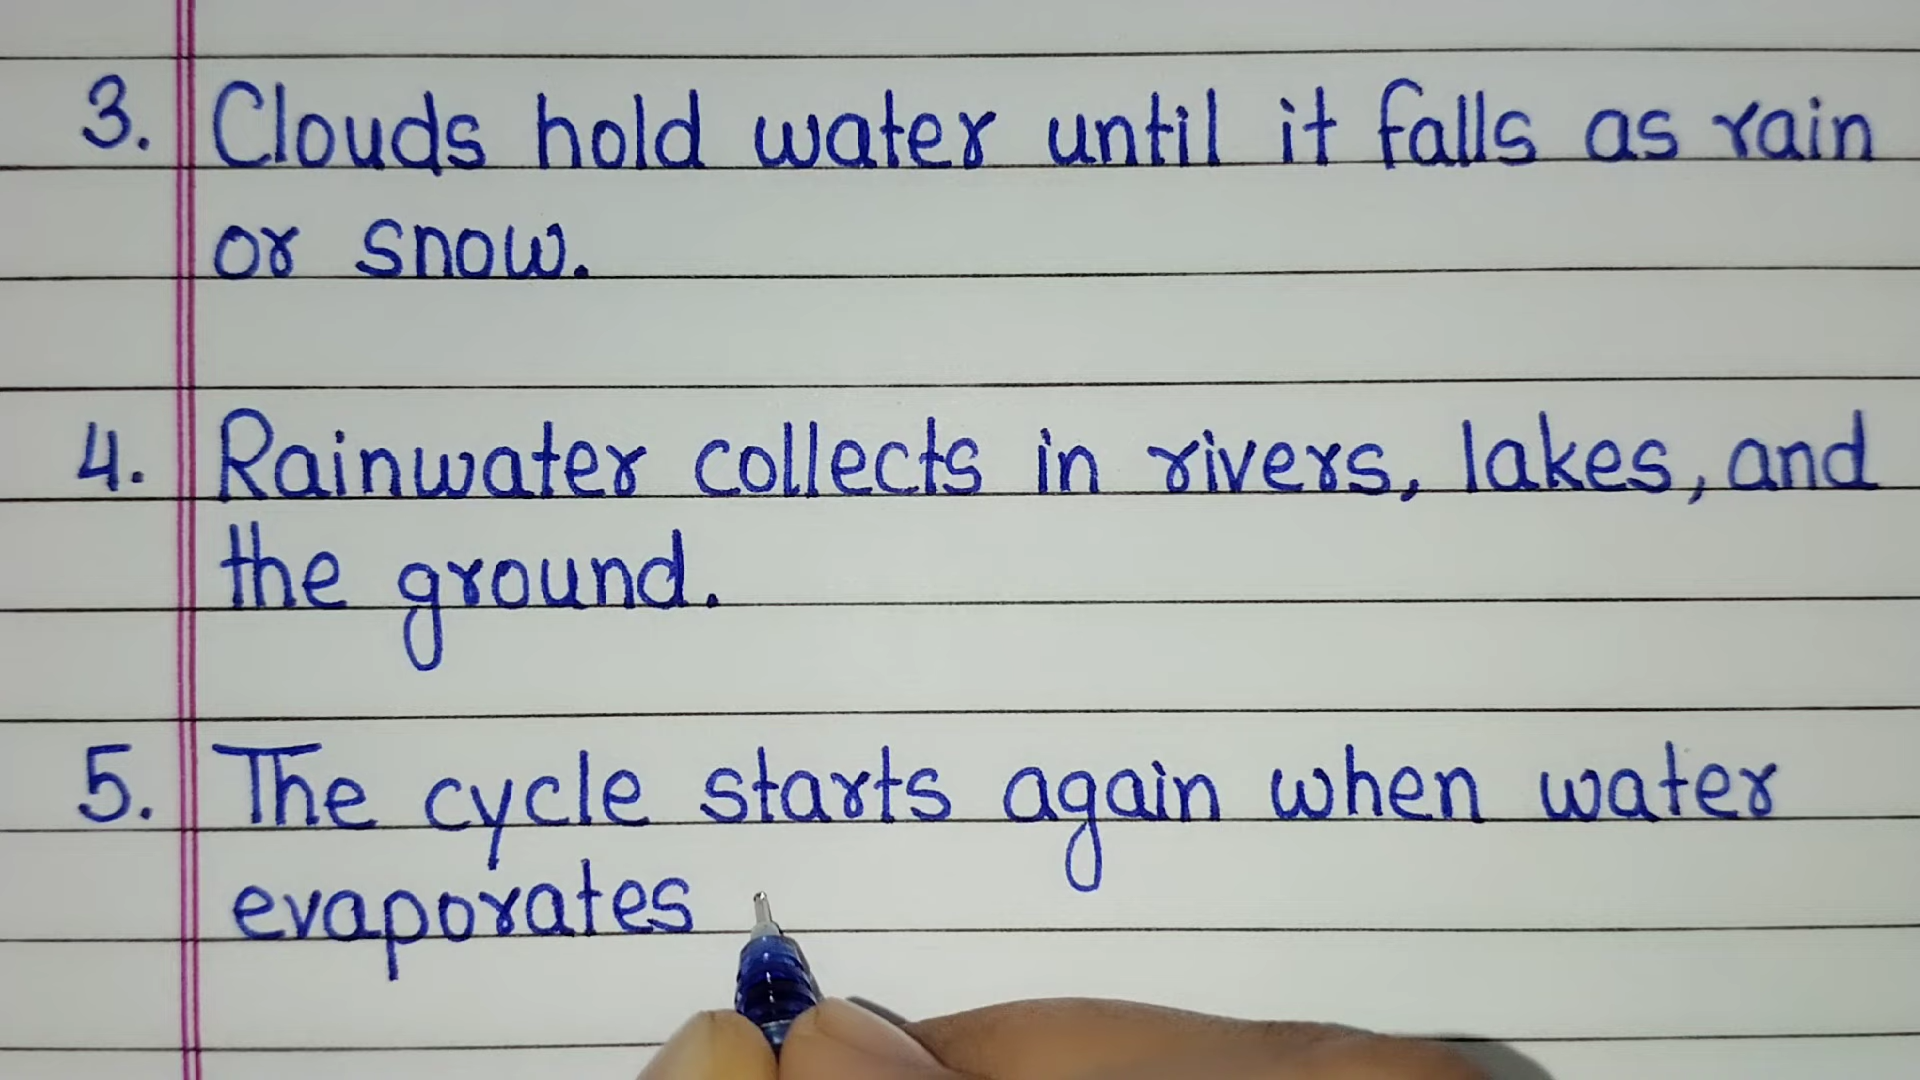 3. Clouds hold water until it falls as rain
or snow.
4. Rainwater collects in rivers, lakes, and
the ground.
5. The cycle starts again when water
evaporates